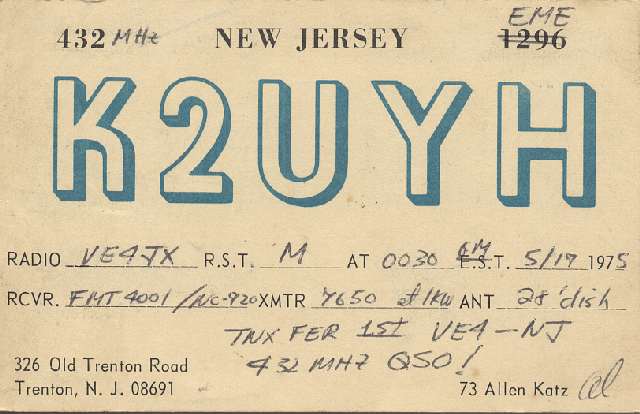 EME
432 MHz NEW JERSEY 1296
K2UYH
RADIO VE4JX R.S.T. M AT 0030 GM E.S.T. 5/17 1975
RCVR. FMT 4001 / NC-920 XMTR 7650 at 1KW ANT 28' dish
TNX FER 1ST VE4-NJ
432 MHZ QSO!
326 Old Trenton Road
Trenton, N. J. 08691
73 Allen Katz al